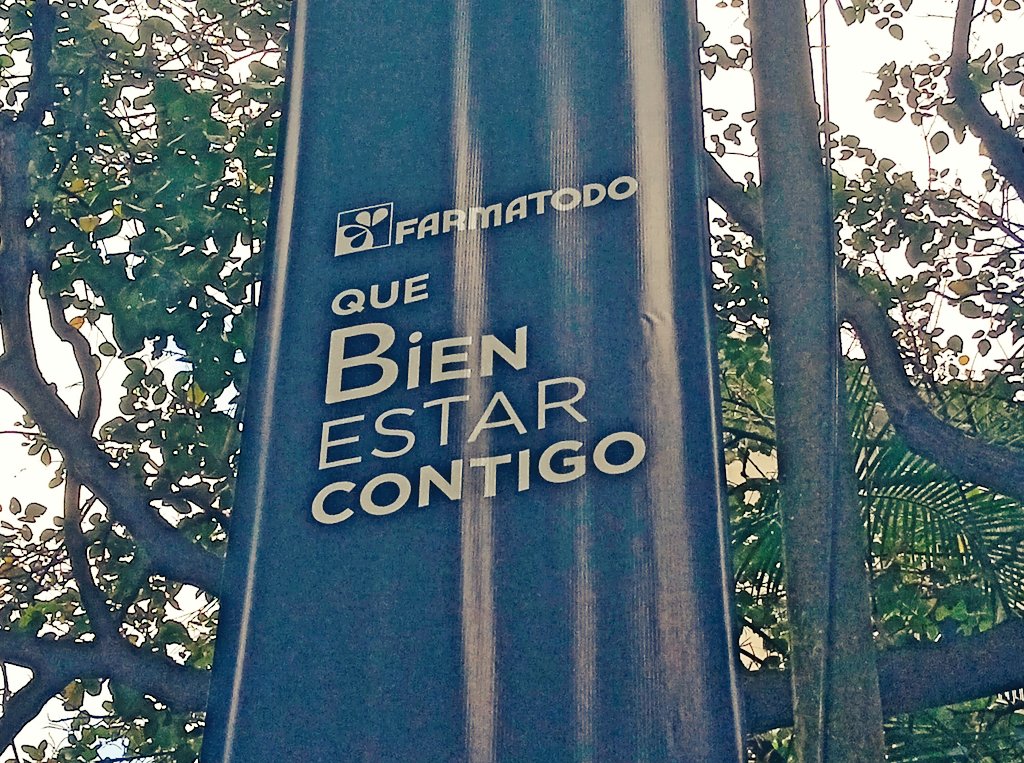 FARMATODO
QUE
BiEN
ESTAR
CONTIGO